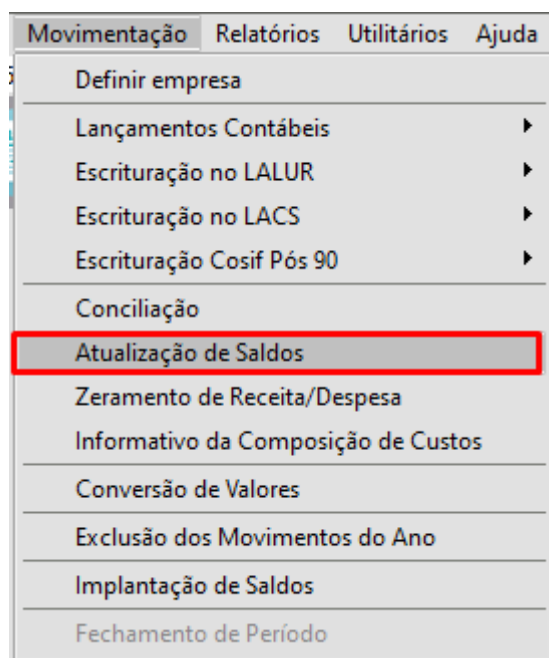 Movimentação Relatórios Utilitários Ajuda
Definir empresa
Lançamentos Contábeis
Escrituração no LALUR
Escrituração no LACS
Escrituração Cosif Pós 90
Conciliação
Atualização de Saldos
Zeramento de Receita/Despesa
Informativo da Composição de Custos
Conversão de Valores
Exclusão dos Movimentos do Ano
Implantação de Saldos
Fechamento de Período